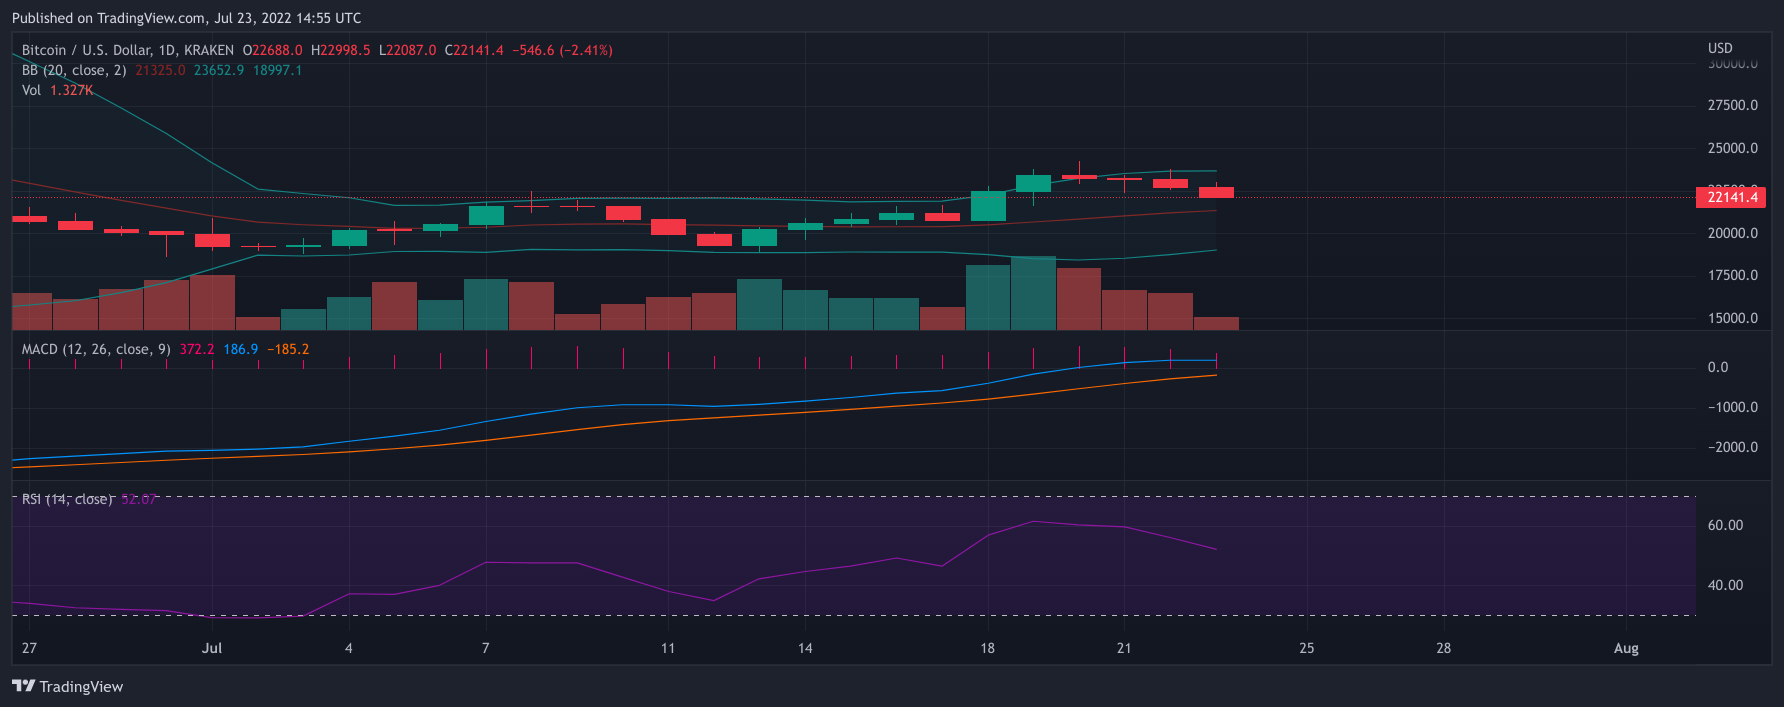 Published on TradingView.com, Jul 23, 2022 14:55 UTC
Bitcoin / U.S. Dollar, 1D, KRAKEN O22688.0 H22998.5 L22087.0 C22141.4 −546.6 (−2.41%)
BB (20, close, 2) 21325.0 23652.9 18997.1
Vol 1.327K
USD
30000.0
27500.0
25000.0
22500.0
22141.4
20000.0
17500.0
15000.0
MACD (12, 26, close, 9) 372.2 186.9 −185.2
0.0
−1000.0
−2000.0
RSI (14, close) 52.07
60.00
40.00
27 Jul 4 7 11 14 18 21 25 28 Aug
TradingView